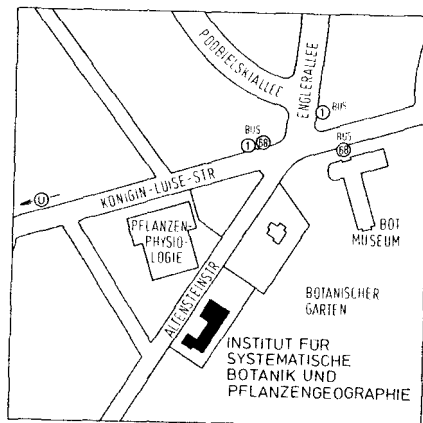 PODBIELSKIALLEE
ENGLERALLEE
1 BUS
BUS
1 68
BUS
68
U
KÖNIGIN-LUISE-STR
PFLANZEN-
PHYSIO-
LOGIE
BOT
MUSEUM
ALTENSTEINSTR
BOTANISCHER
GARTEN
INSTITUT FÜR
SYSTEMATISCHE
BOTANIK UND
PFLANZENGEOGRAPHIE